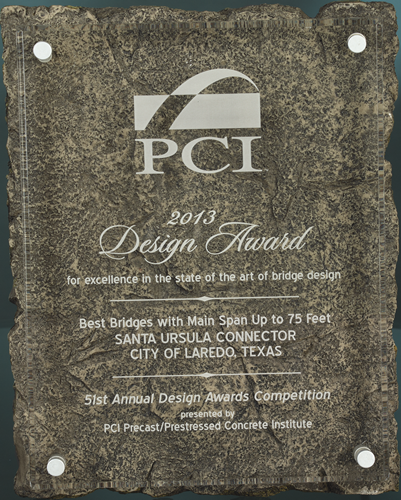 PCI
2013
Design Award
for excellence in the state of the art of bridge design
Best Bridges with Main Span Up to 75 Feet
SANTA URSULA CONNECTOR
CITY OF LAREDO, TEXAS
51st Annual Design Awards Competition
presented by
PCI Precast/Prestressed Concrete Institute